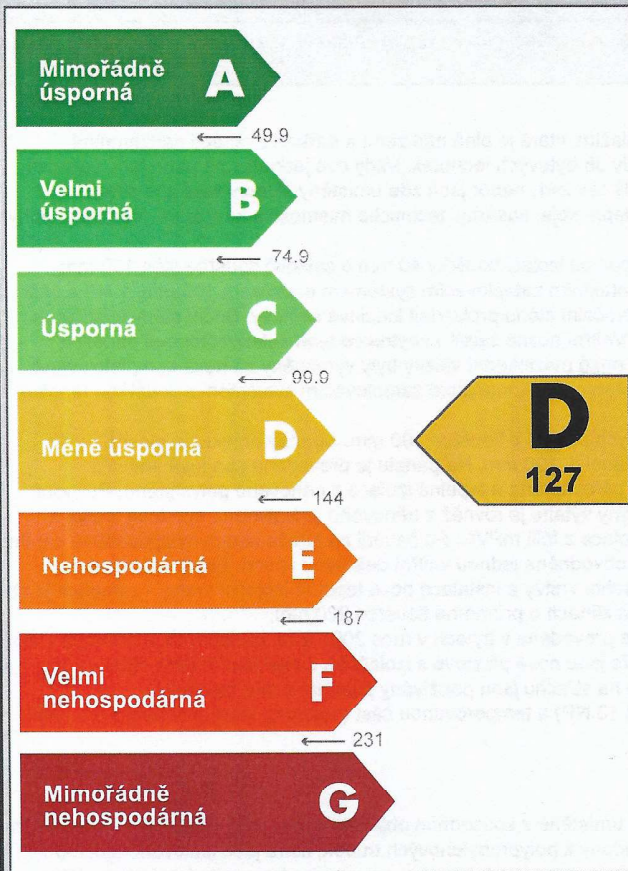 Mimořádně
úsporná
A
49.9
Velmi
úsporná
B
74.9
Úsporná
C
99.9
Méně úsporná
D
D
127
144
Nehospodárná
E
187
Velmi
nehospodárná
F
231
Mimořádně
nehospodárná
G